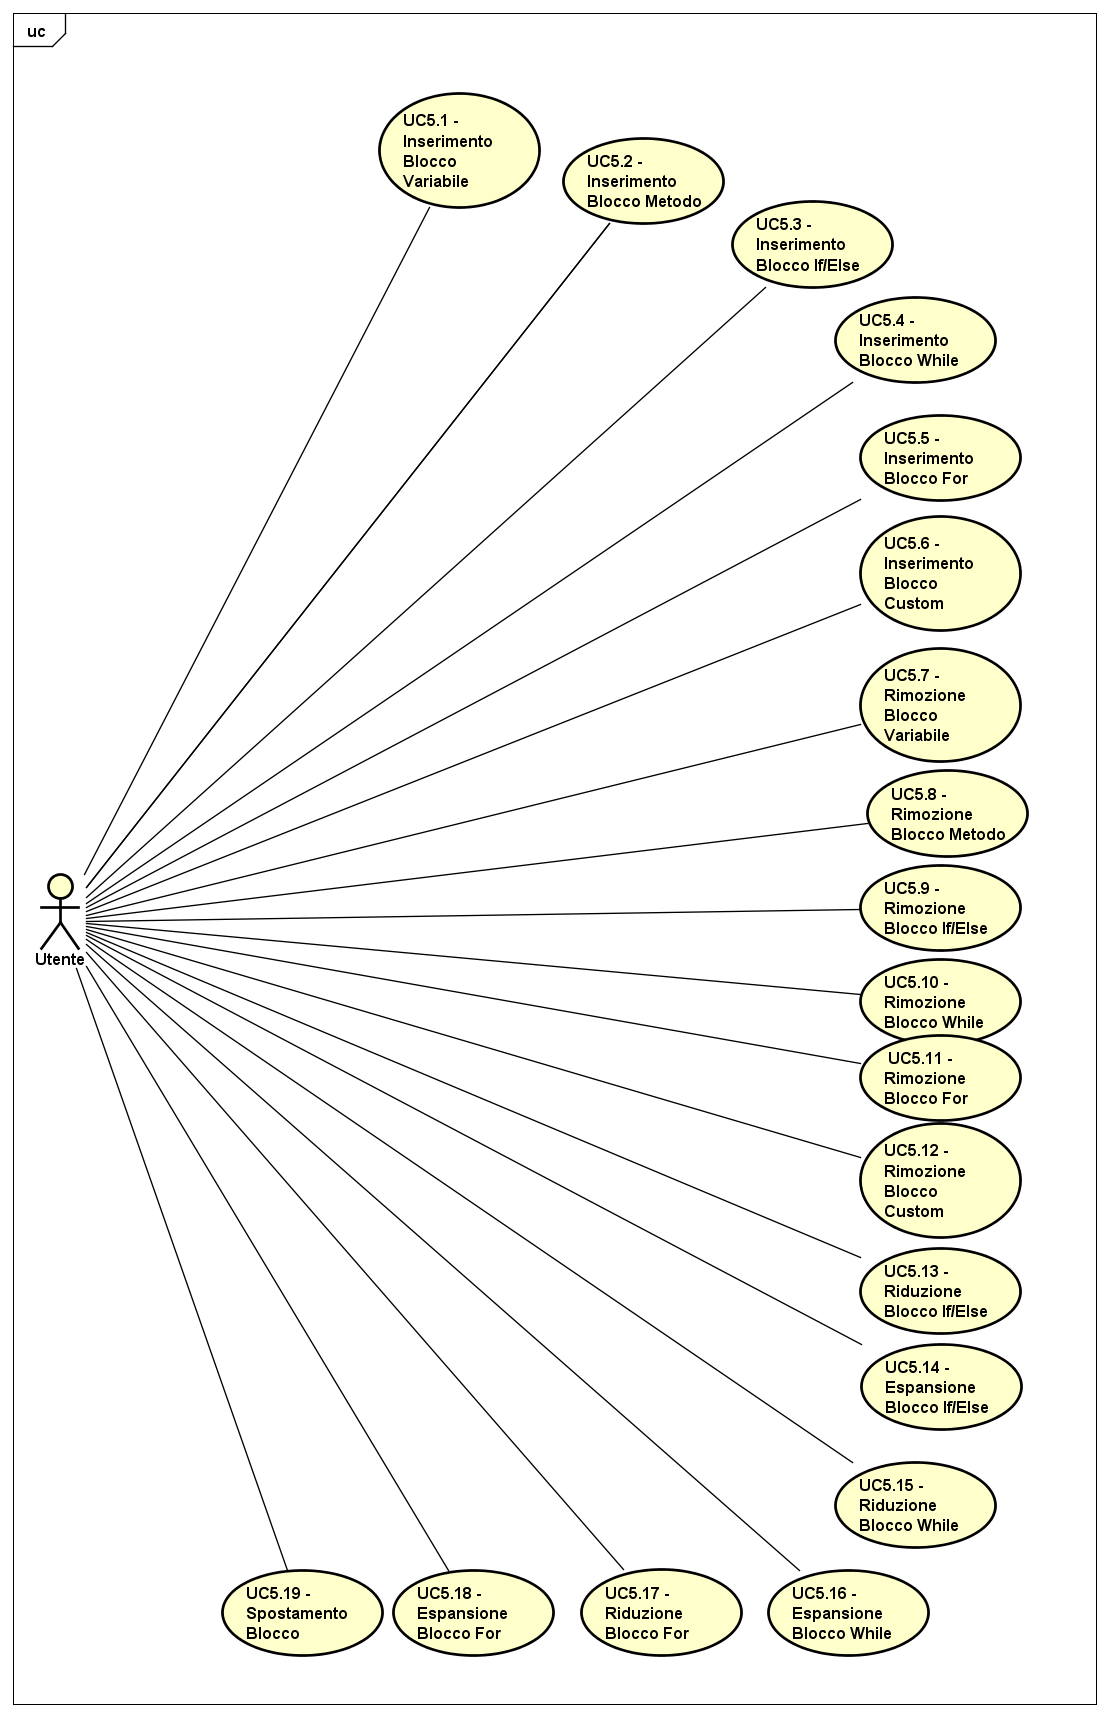 uc
UC5.1 -
Inserimento
Blocco
Variabile
UC5.2 -
Inserimento
Blocco Metodo
UC5.3 -
Inserimento
Blocco If/Else
UC5.4 -
Inserimento
Blocco While
UC5.5 -
Inserimento
Blocco For
UC5.6 -
Inserimento
Blocco
Custom
UC5.7 -
Rimozione
Blocco
Variabile
UC5.8 -
Rimozione
Blocco Metodo
UC5.9 -
Rimozione
Blocco If/Else
Utente
UC5.10 -
Rimozione
Blocco While
UC5.11 -
Rimozione
Blocco For
UC5.12 -
Rimozione
Blocco
Custom
UC5.13 -
Riduzione
Blocco If/Else
UC5.14 -
Espansione
Blocco If/Else
UC5.15 -
Riduzione
Blocco While
UC5.19 -
Spostamento
Blocco
UC5.18 -
Espansione
Blocco For
UC5.17 -
Riduzione
Blocco For
UC5.16 -
Espansione
Blocco While